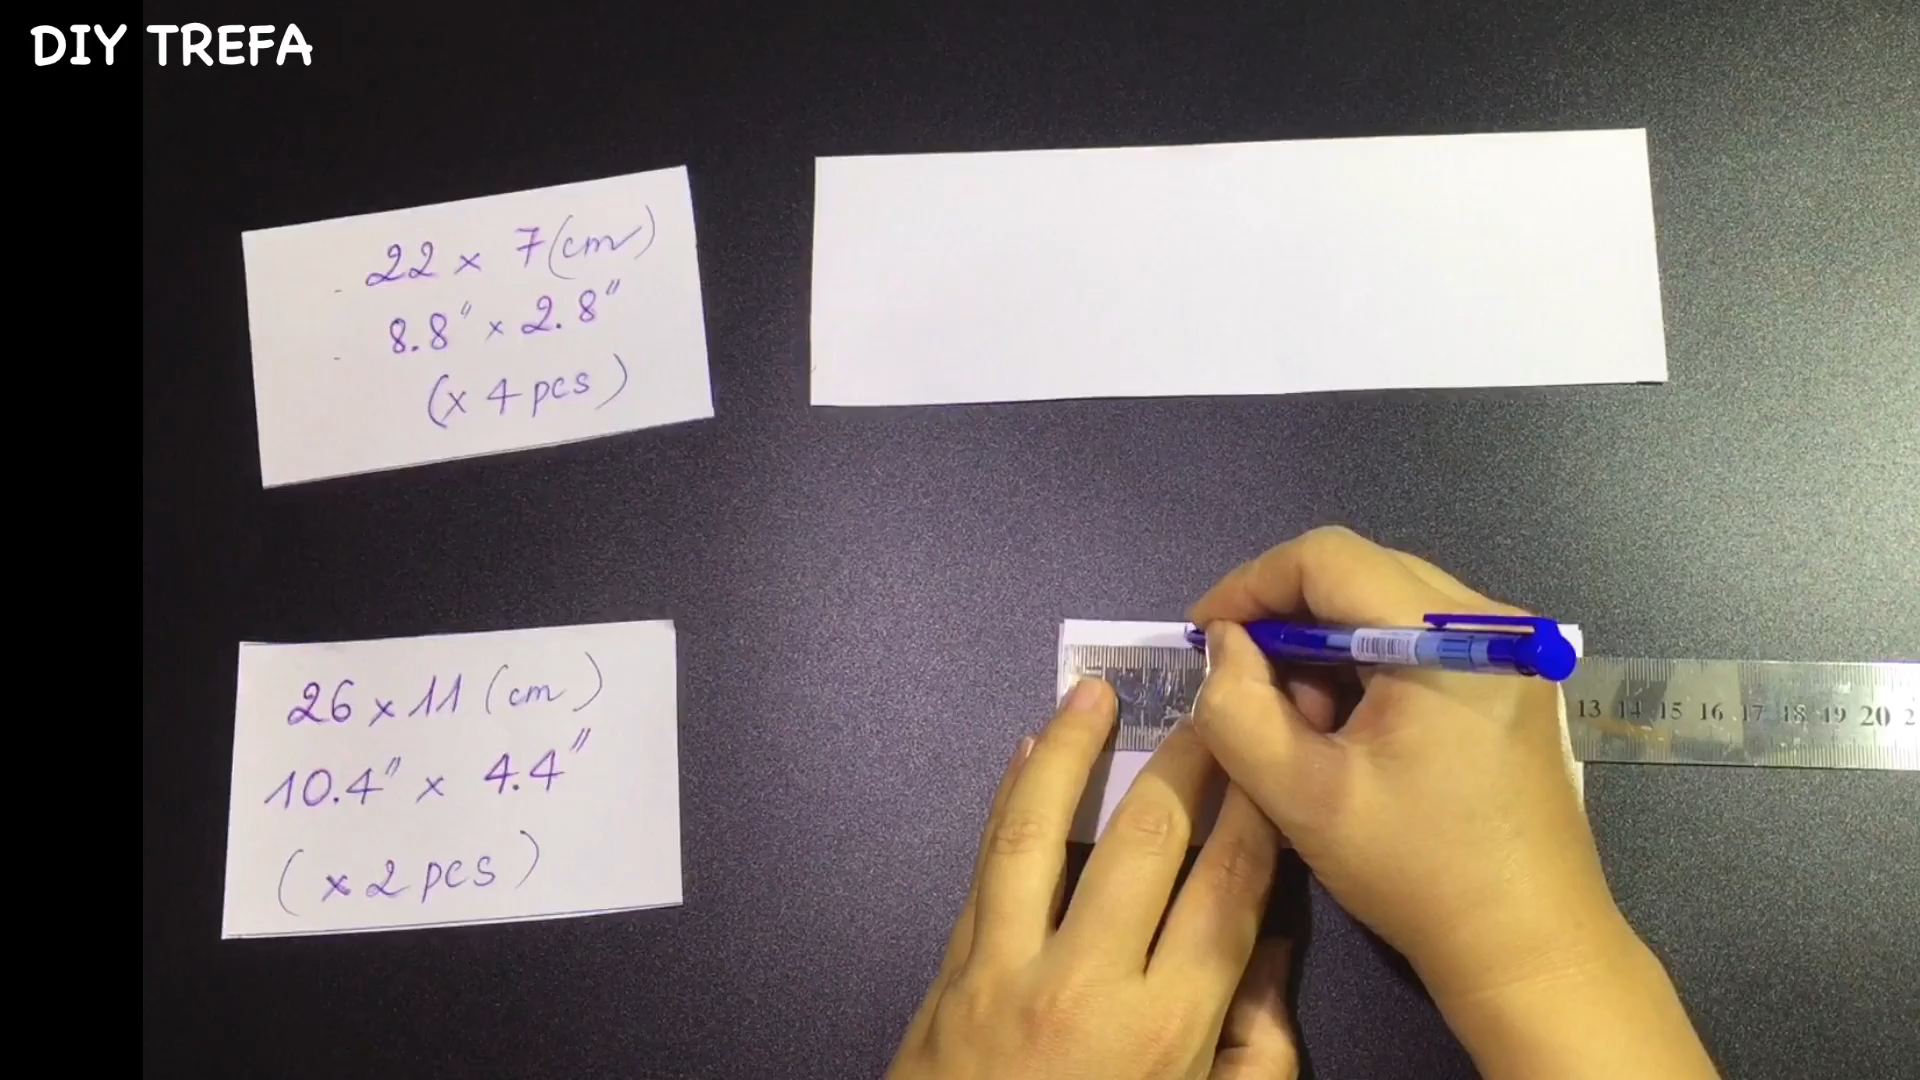 DIY TREFA
22 x 7 (cm)
8.8" x 2.8"
(x 4 pcs)
26 x 11 (cm)
10.4" x 4.4"
(x 2 pcs)
13 14 15 16 17 18 19 20